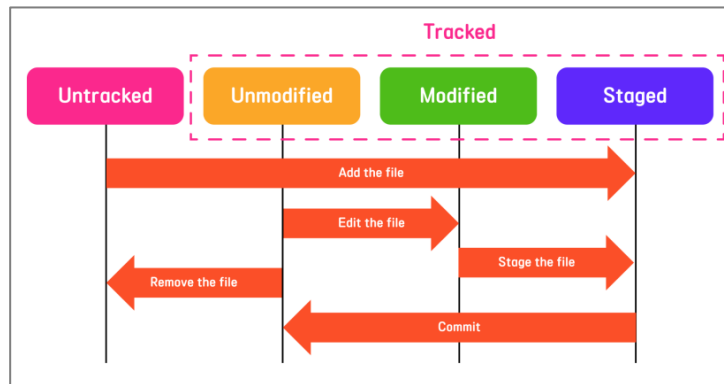 Tracked
Untracked
Unmodified
Modified
Staged
Add the file
Edit the file
Stage the file
Remove the file
Commit